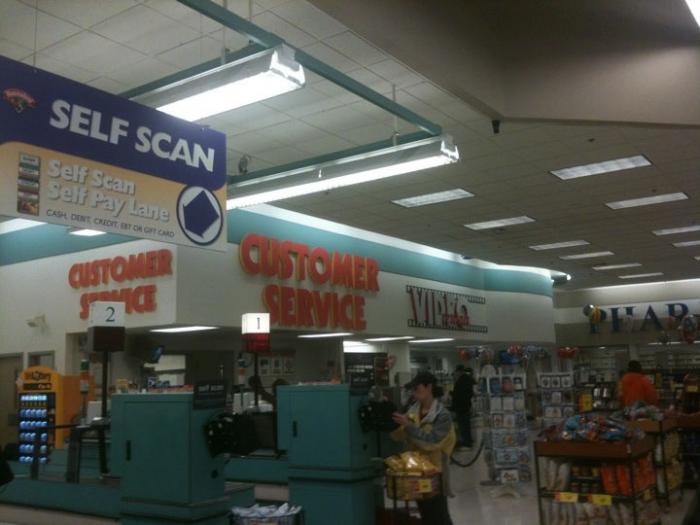 SELF SCAN
Self Scan
Self Pay Lane
CASH, DEBIT, CREDIT, EBT OR GIFT CARD
CUSTOMER
SERVICE
CUSTOMER
SERVICE
VIDEO
PHAR
2
1